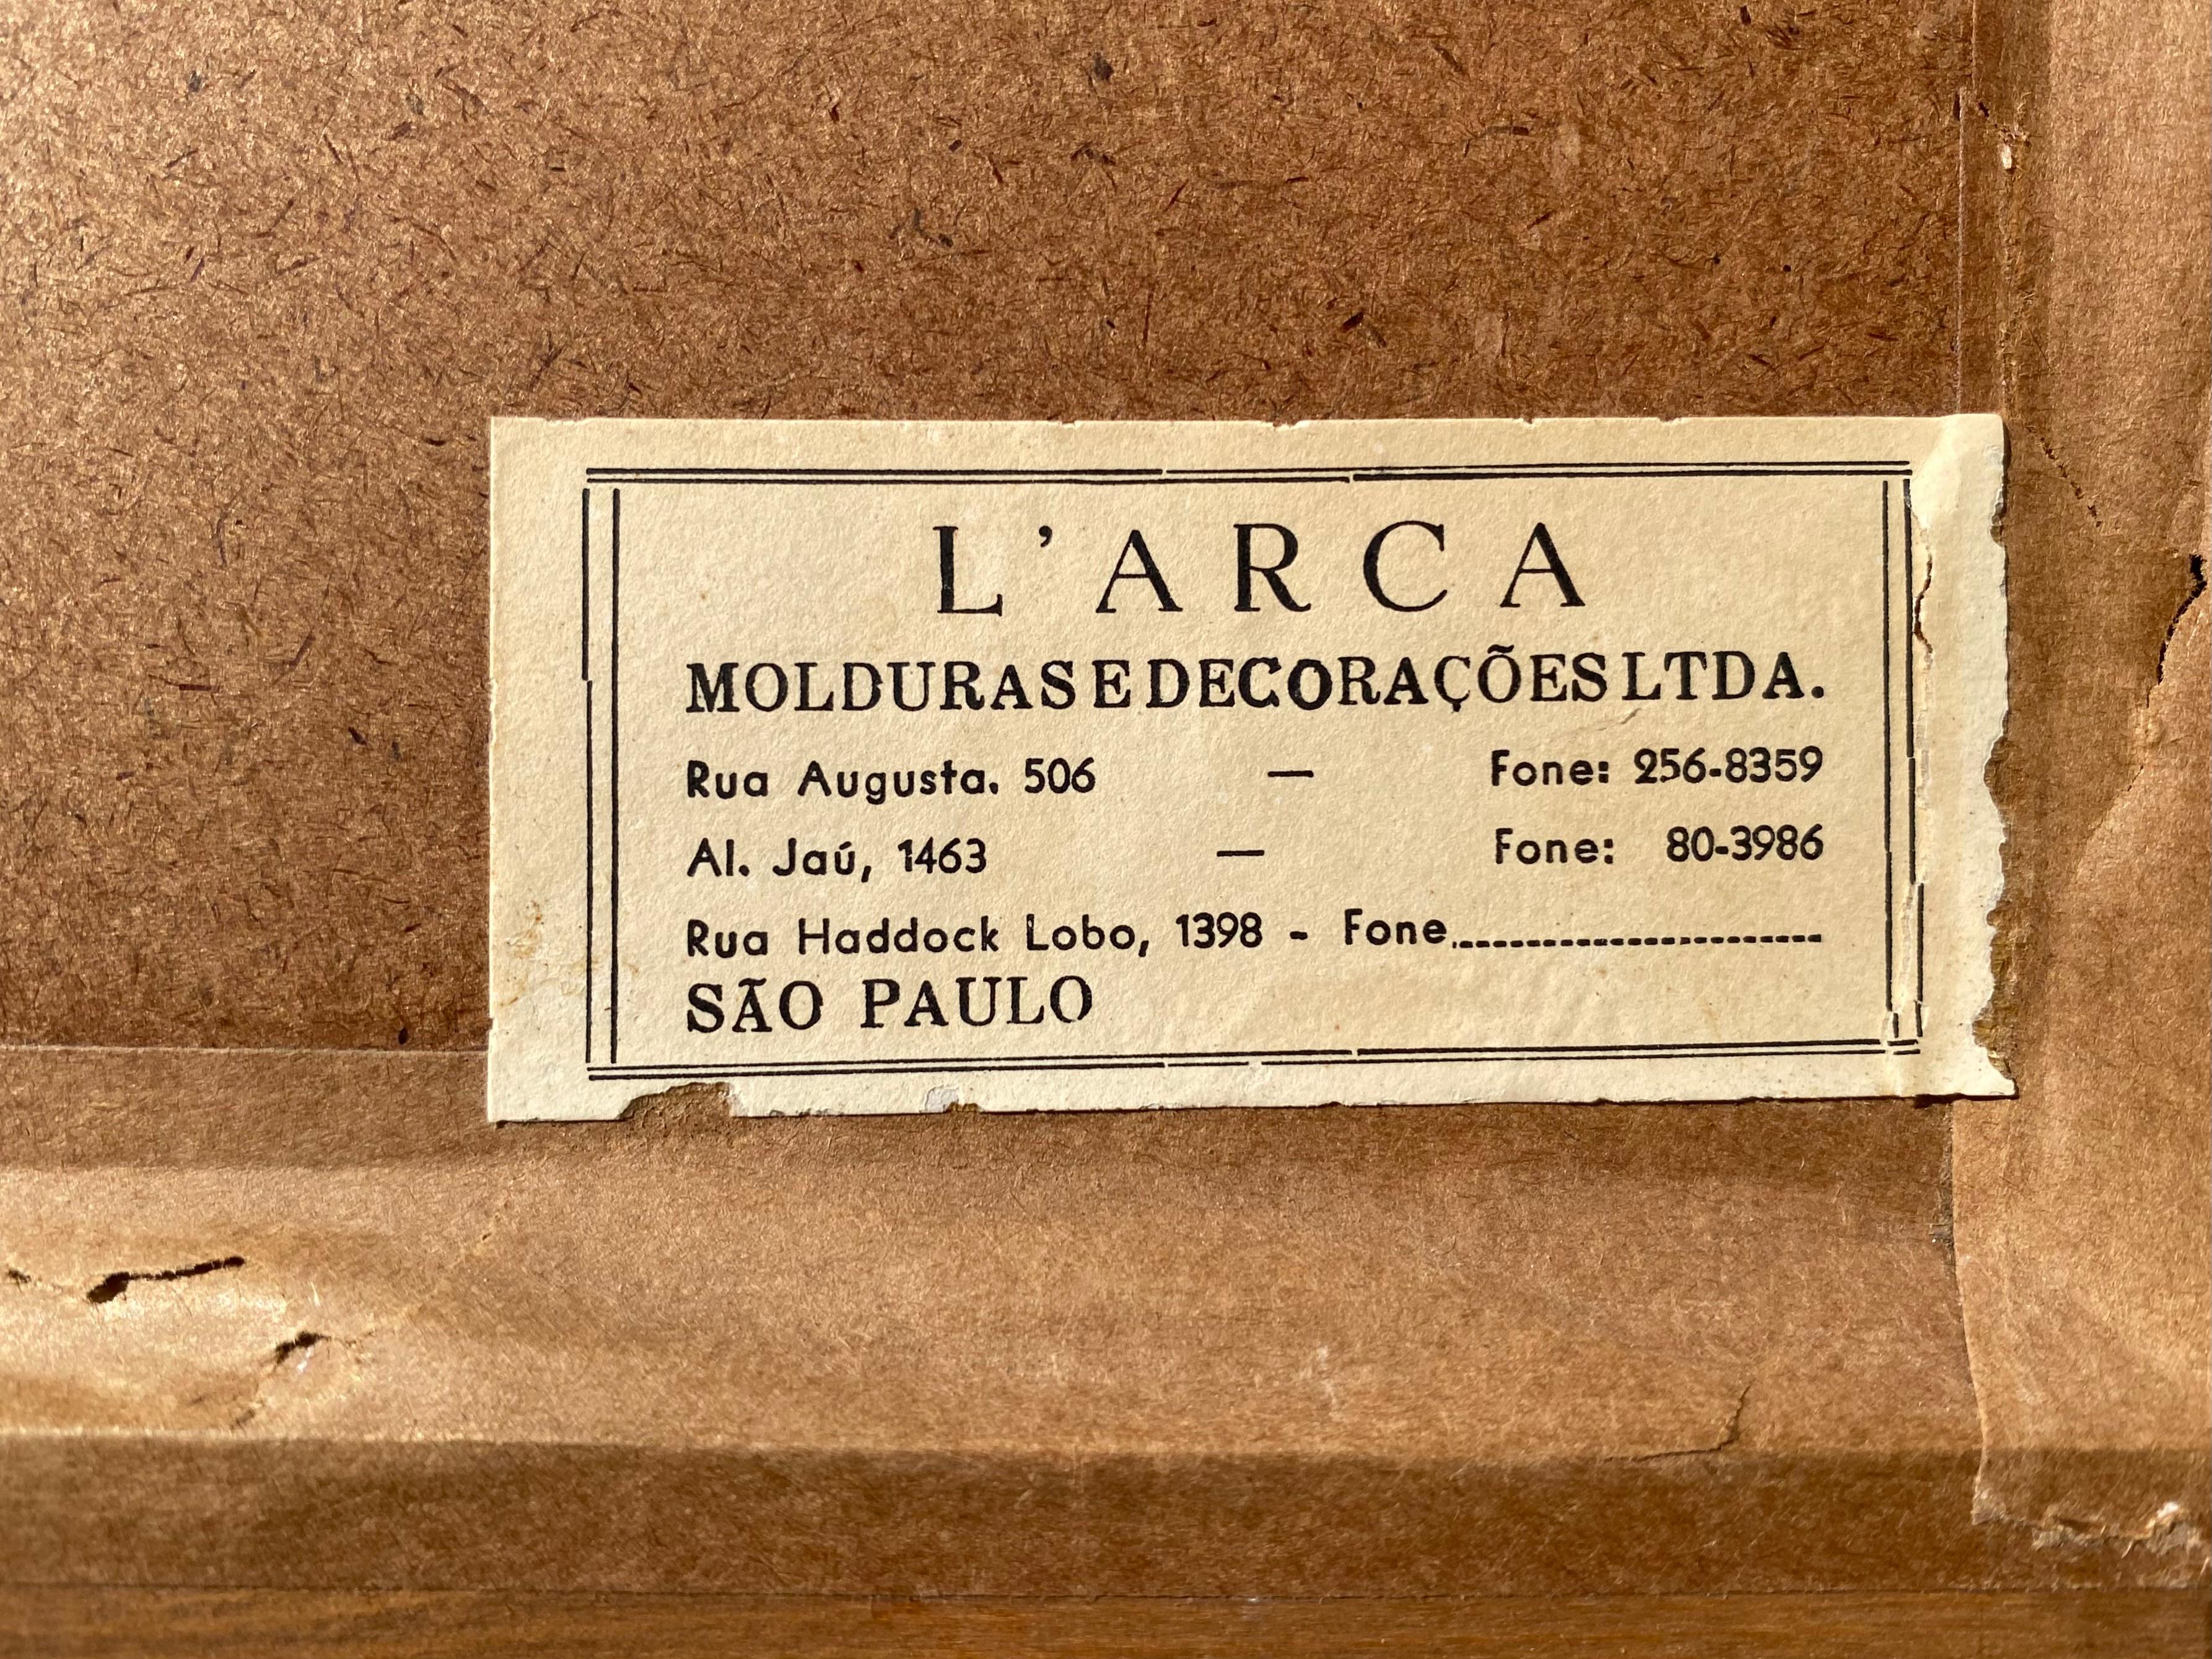 L'ARCA
MOLDURAS E DECORAÇÕES LTDA.
Rua Augusta. 506 — Fone: 256-8359
Al. Jaú, 1463 — Fone: 80-3986
Rua Haddock Lobo, 1398 - Fone........................
SÃO PAULO